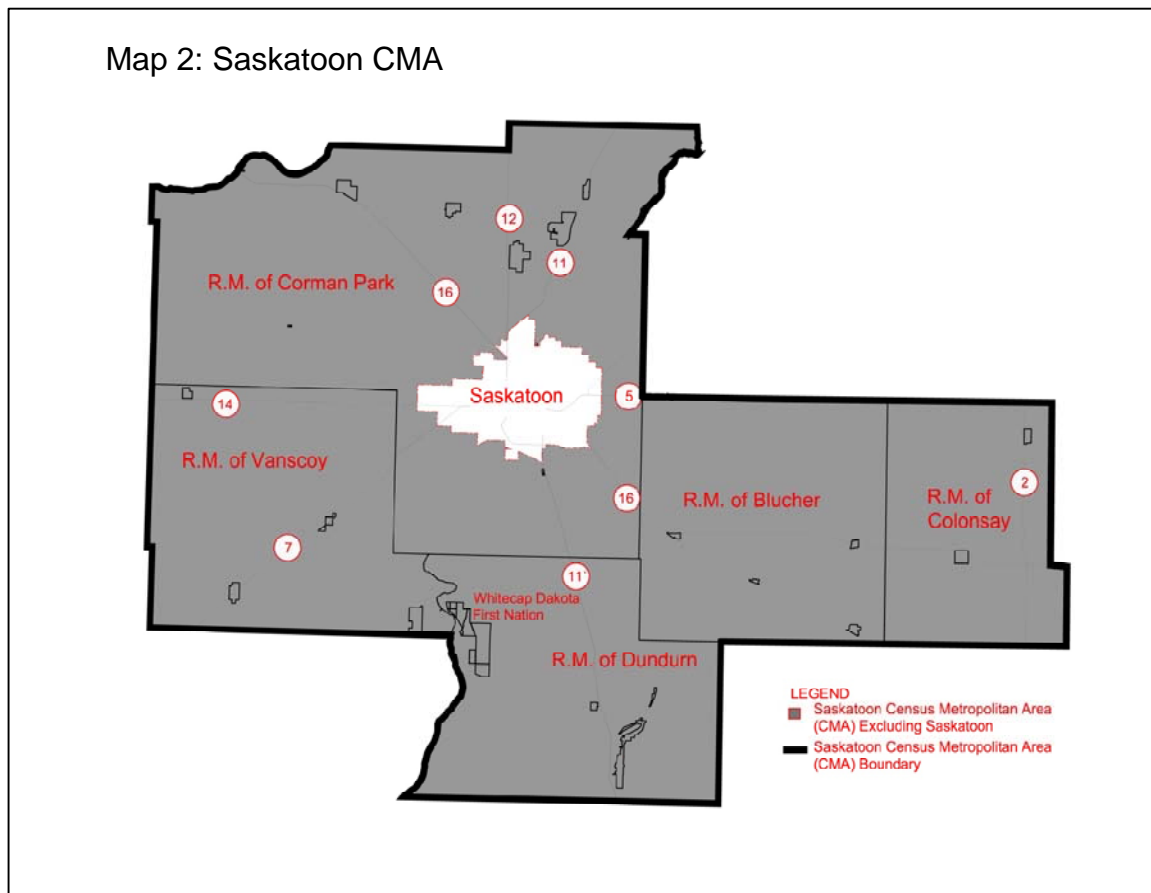 Map 2: Saskatoon CMA
12
11
R.M. of Corman Park
16
Saskatoon
5
14
R.M. of Vanscoy
16
R.M. of Blucher
2
R.M. of
Colonsay
7
11
Whitecap Dakota
First Nation
R.M. of Dundurn
LEGEND
Saskatoon Census Metropolitan Area
(CMA) Excluding Saskatoon
Saskatoon Census Metropolitan Area
(CMA) Boundary